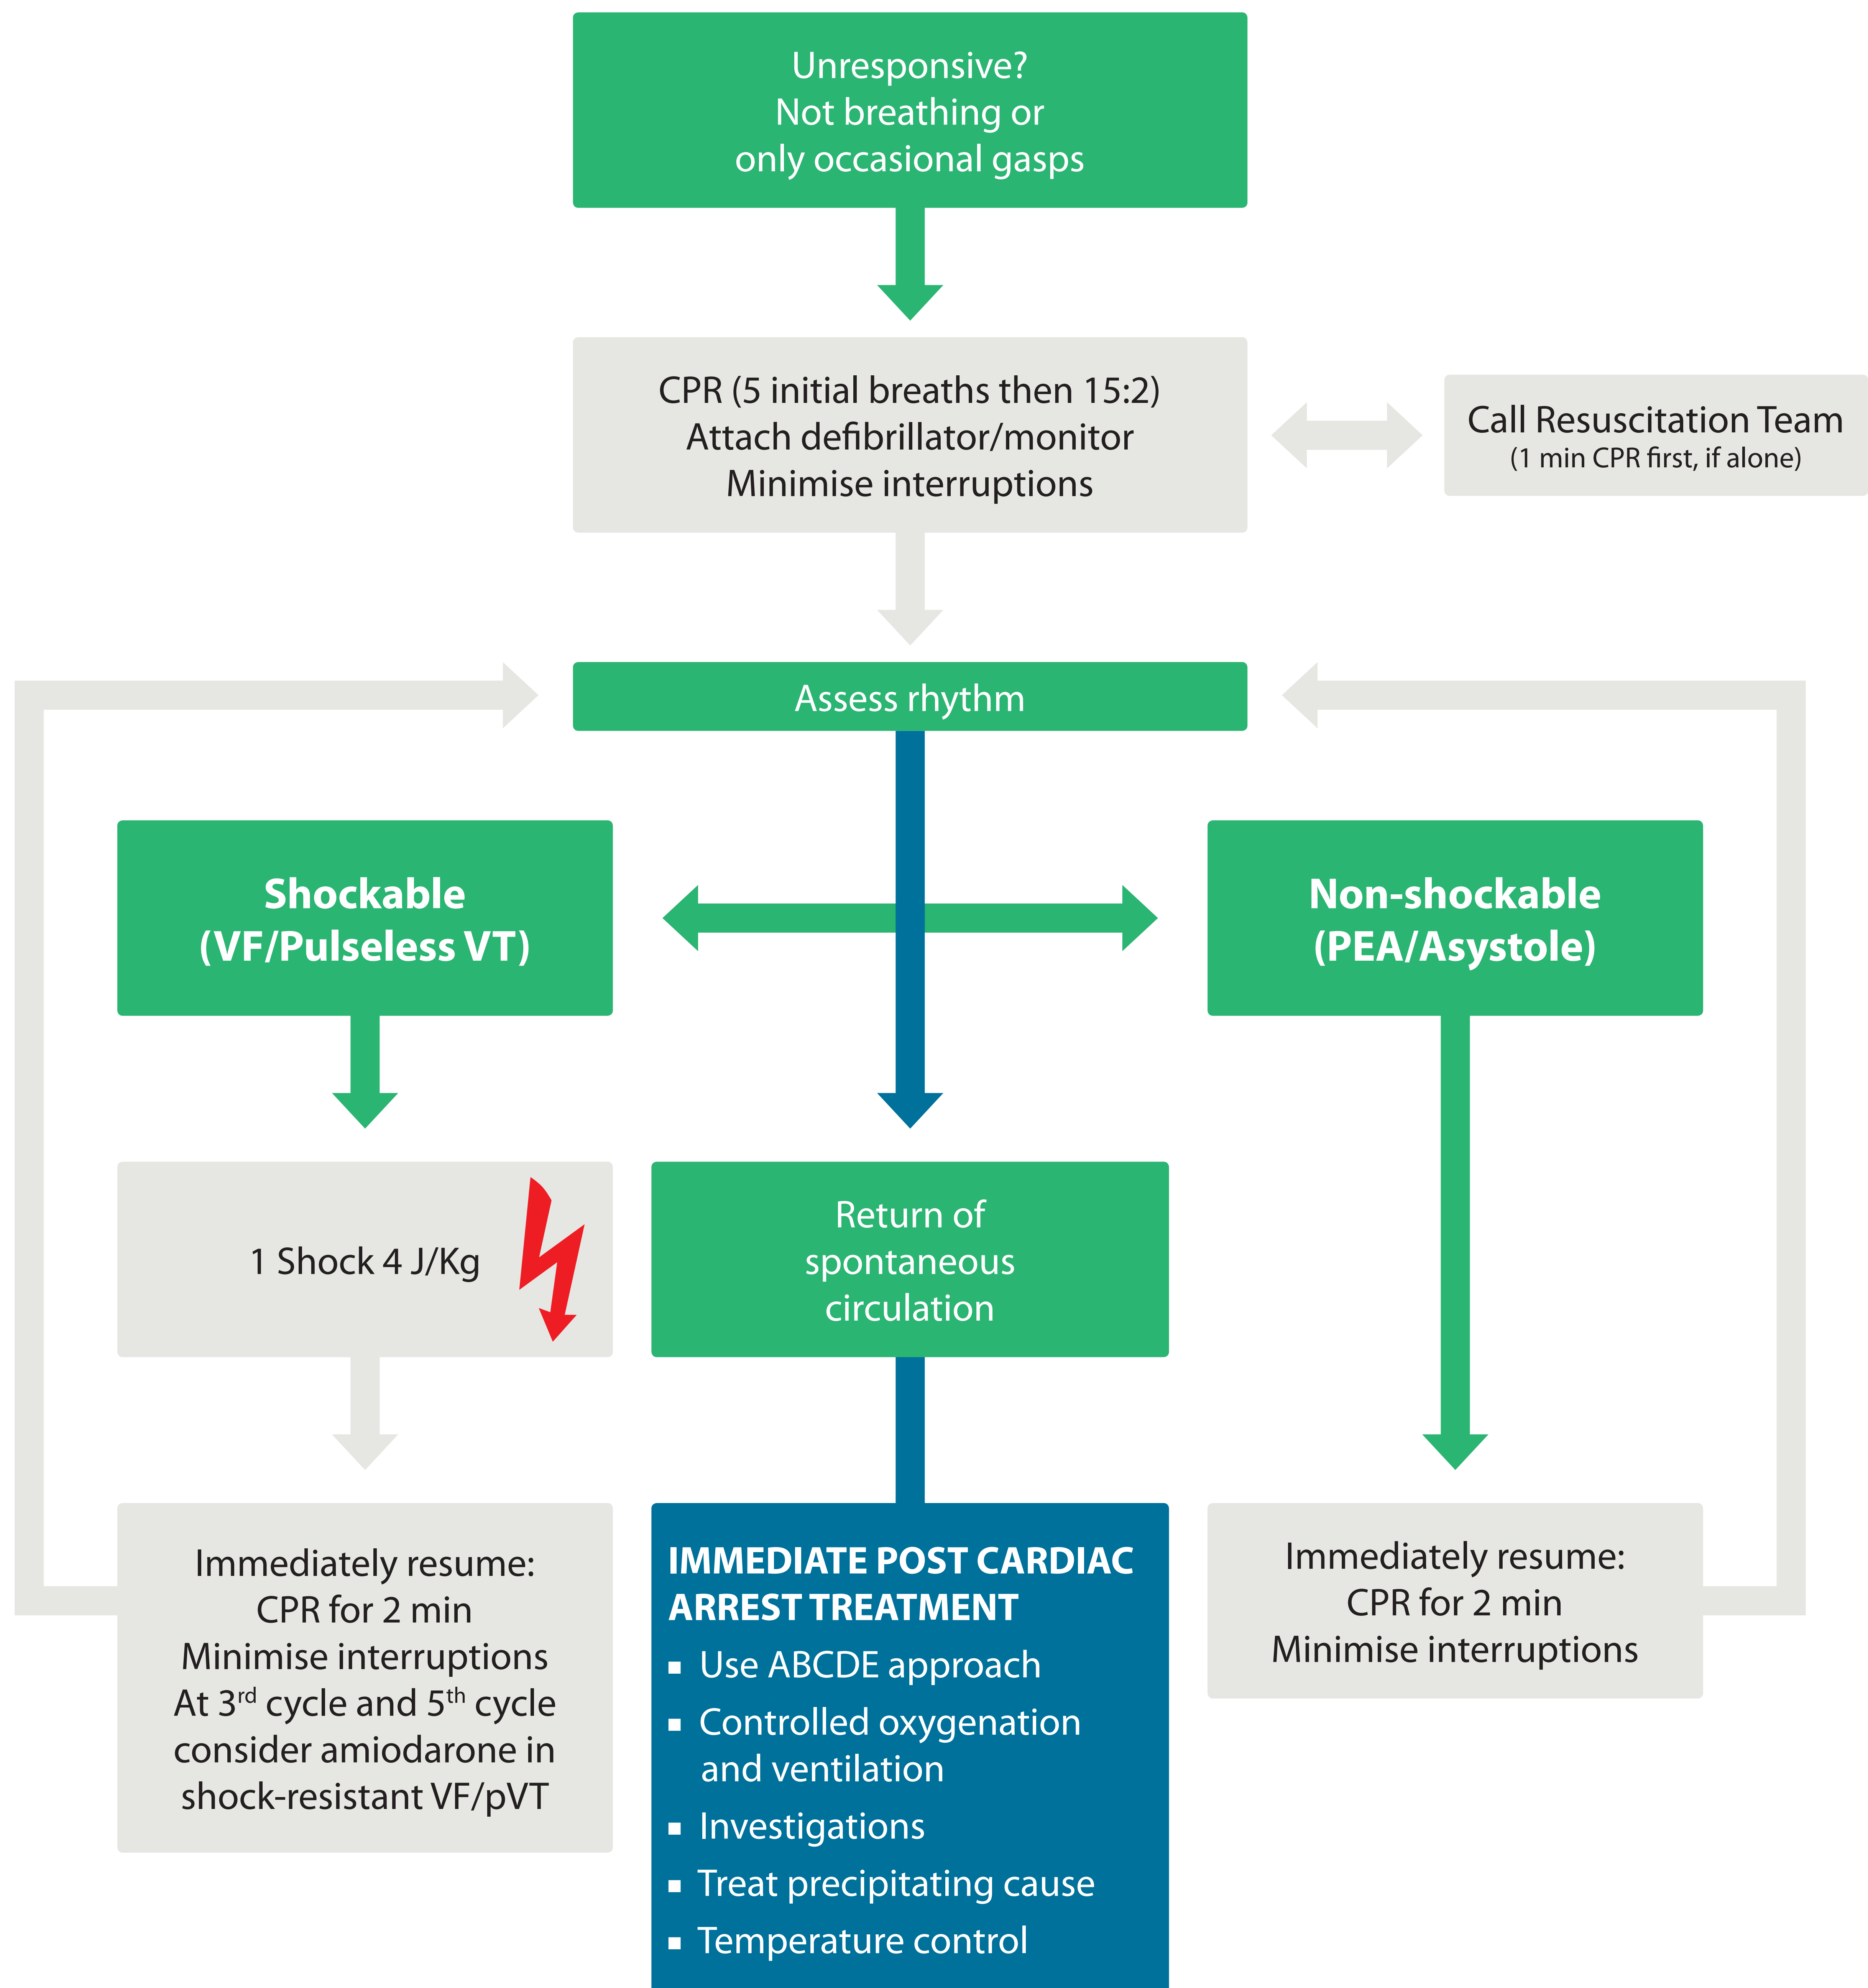 Unresponsive?
Not breathing or
only occasional gasps
CPR (5 initial breaths then 15:2)
Attach defibrillator/monitor
Minimise interruptions
Call Resuscitation Team
(1 min CPR first, if alone)
Assess rhythm
Shockable
(VF/Pulseless VT)
Non-shockable
(PEA/Asystole)
1 Shock 4 J/Kg
Return of
spontaneous
circulation
Immediately resume:
CPR for 2 min
Minimise interruptions
At 3rd cycle and 5th cycle
consider amiodarone in
shock-resistant VF/pVT
IMMEDIATE POST CARDIAC
ARREST TREATMENT
▪ Use ABCDE approach
▪ Controlled oxygenation
and ventilation
▪ Investigations
▪ Treat precipitating cause
▪ Temperature control
Immediately resume:
CPR for 2 min
Minimise interruptions